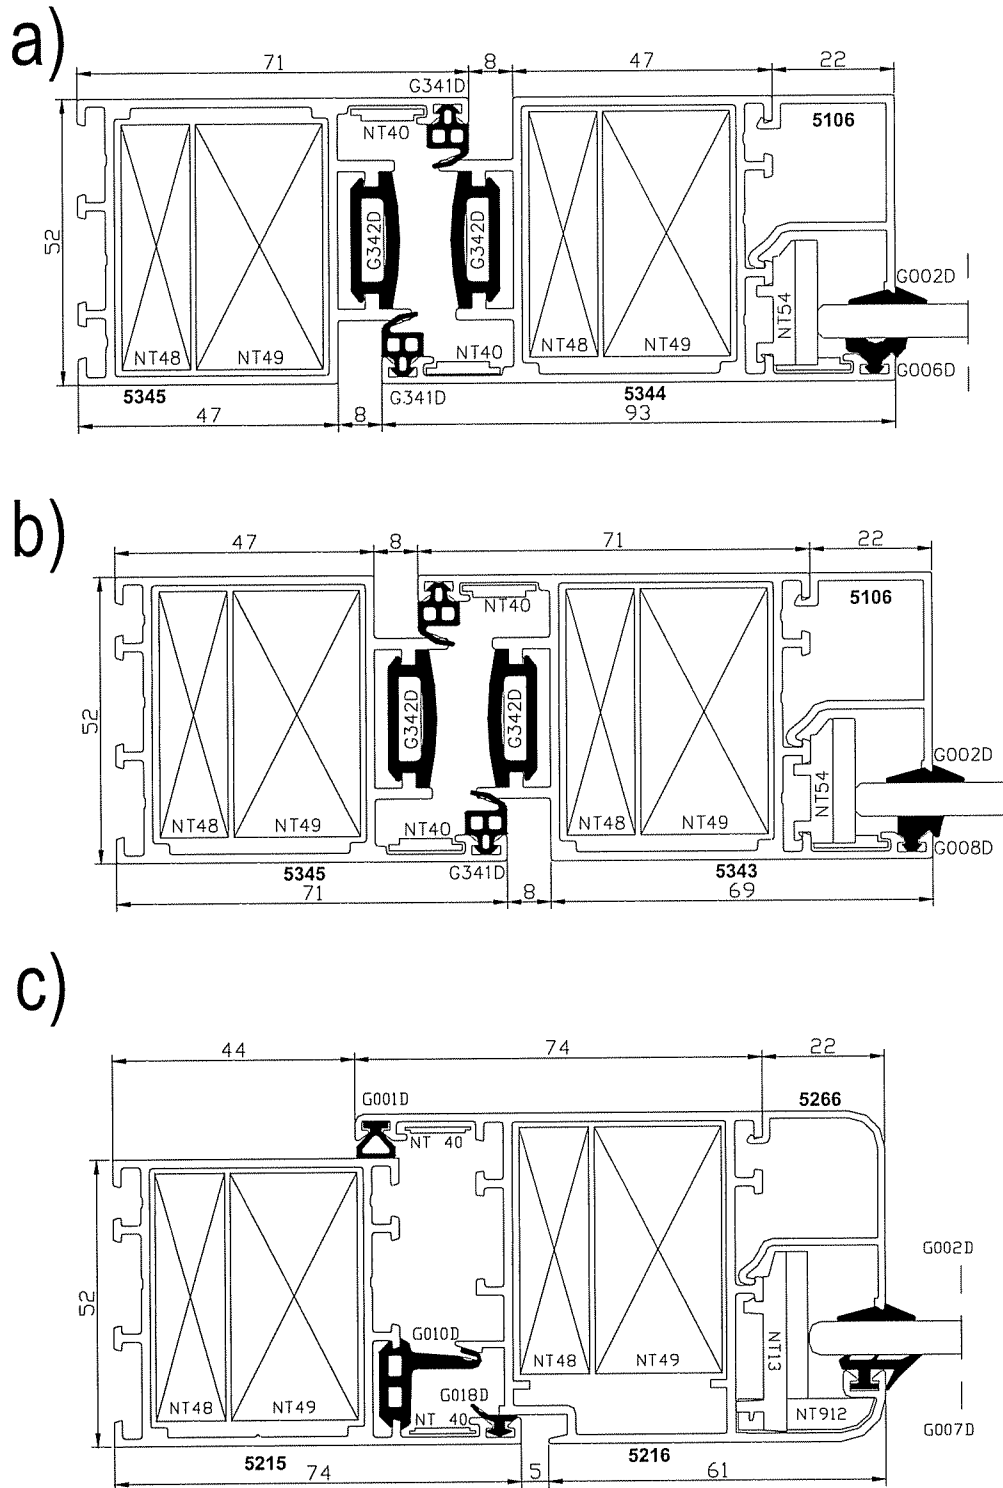 a)
71
8
47
22
G341D
NT40
5106
52
G342D
G342D
G002D
NT54
NT48
NT49
NT40
NT48
NT49
G006D
5345
G341D
5344
47
8
93
b)
47
8
71
22
NT40
5106
52
G342D
G342D
G002D
NT54
NT48
NT49
NT40
NT48
NT49
G008D
5345
G341D
5343
71
8
69
c)
44
74
22
G001D
5266
NT 40
52
G002D
G010D
NT13
NT48
NT49
G018D
NT48
NT49
NT 40
NT912
G007D
5215
5216
74
5
61